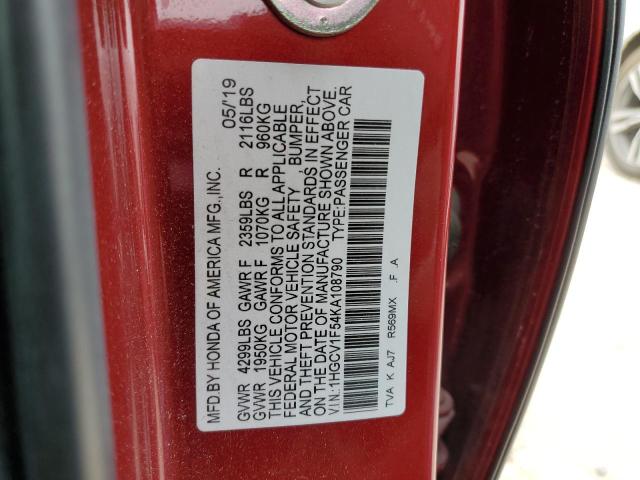 MFD.BY HONDA OF AMERICA MFG.,INC. 05/'19
GVWR 4299LBS GAWR F 2359LBS R 2116LBS
GVWR 1950KG GAWR F 1070KG R 960KG
THIS VEHICLE CONFORMS TO ALL APPLICABLE
FEDERAL MOTOR VEHICLE SAFETY , BUMPER,
AND THEFT PREVENTION STANDARDS IN EFFECT
ON THE DATE OF MANUFACTURE SHOWN ABOVE.
V.I.N.:1HGCV1F54KA108790 TYPE:PASSENGER CAR
TVA K AJ7 R569MX .F .A